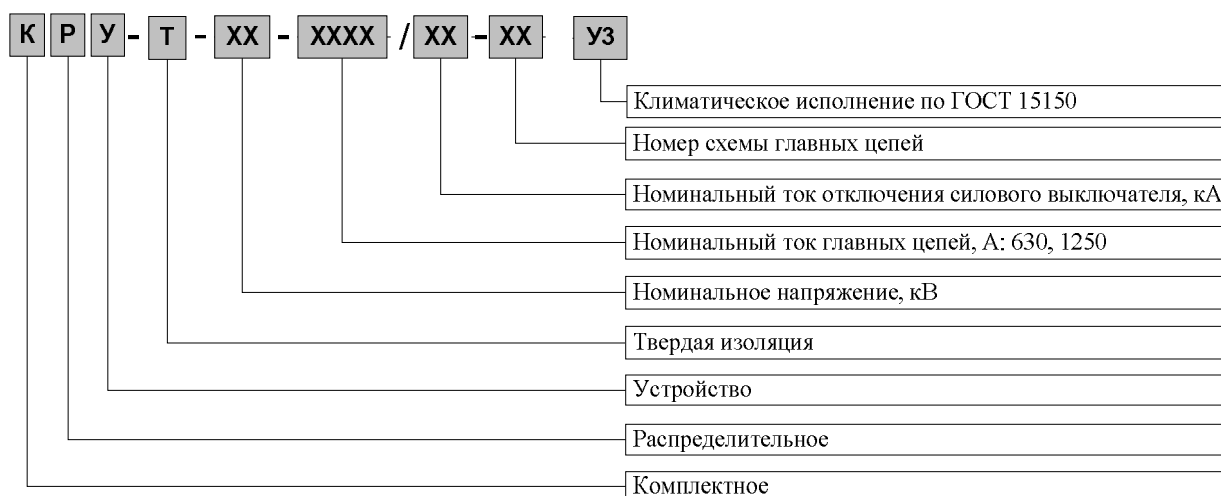 КРУ-Т-ХХ-ХХХХ/ХХ-ХХ У3
Климатическое исполнение по ГОСТ 15150
Номер схемы главных цепей
Номинальный ток отключения силового выключателя, кА
Номинальный ток главных цепей, А: 630, 1250
Номинальное напряжение, кВ
Твердая изоляция
Устройство
Распределительное
Комплектное